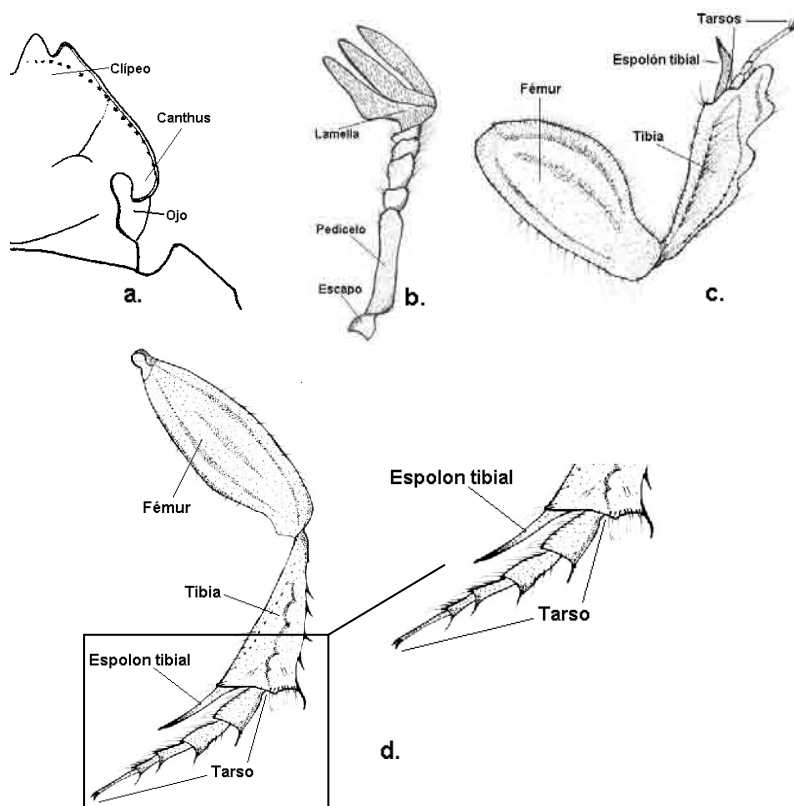 Clípeo
Canthus
Ojo
a.
Lamella
Pedicelo
Escapo
b.
Tarsos
Espolón tibial
Fémur
Tibia
c.
Fémur
Tibia
Espolon tibial
Tarso
Espolon tibial
Tarso
d.